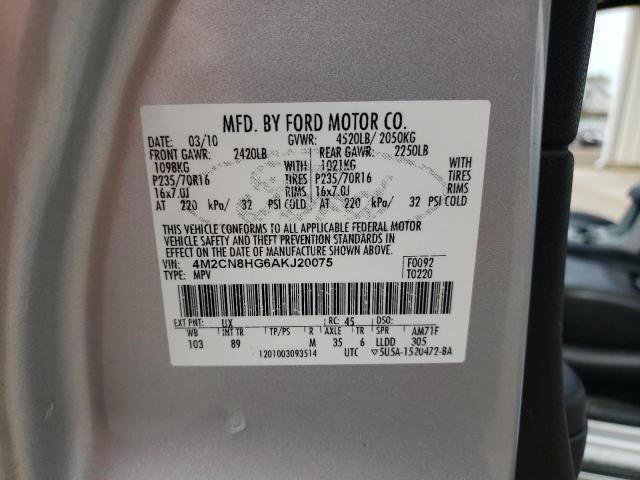 MFD. BY FORD MOTOR CO.
DATE: 03/10 GVWR: 4520LB/ 2050KG
FRONT GAWR: 2420LB REAR GAWR: 2250LB
1098KG WITH 1021KG WITH
P235/70R16 TIRES P235/70R16 TIRES
16x7.0J RIMS 16x7.0J RIMS
AT 220 kPa/ 32 PSI COLD AT 220 kPa/ 32 PSI COLD
THIS VEHICLE CONFORMS TO ALL APPLICABLE FEDERAL MOTOR
VEHICLE SAFETY AND THEFT PREVENTION STANDARDS IN
EFFECT ON THE DATE OF MANUFACTURE SHOWN ABOVE.
VIN: 4M2CN8HG6AKJ20075 F0092
TYPE: MPV T0220
EXT PNT: UX RC: 45 DSO:
WB INT TR TP/PS R AXLE TR SPR AM71F
103 89 M 35 6 LLDD 305
1201003093514 UTC 5U5A-1520472-BA